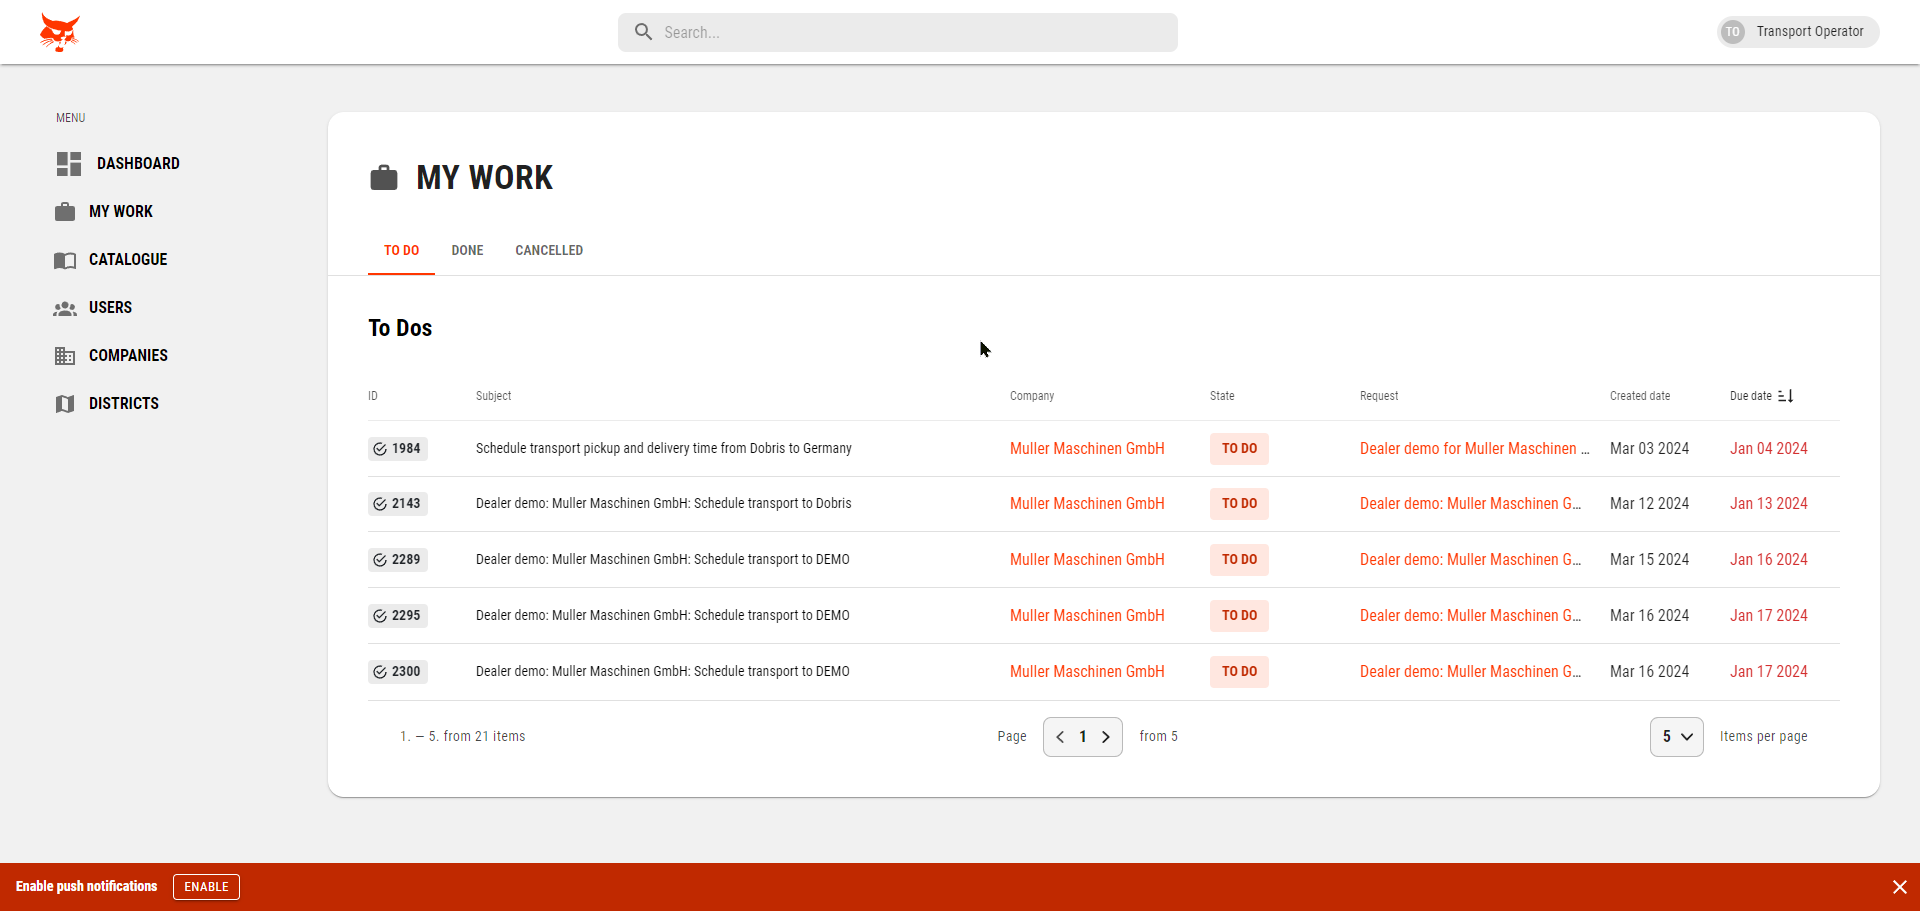 Search...
TO Transport Operator
MENU
DASHBOARD
MY WORK
CATALOGUE
USERS
COMPANIES
DISTRICTS
MY WORK
TO DO DONE CANCELLED
To Dos
ID Subject Company State Request Created date Due date
1984 Schedule transport pickup and delivery time from Dobris to Germany Muller Maschinen GmbH TO DO Dealer demo for Muller Maschinen ... Mar 03 2024 Jan 04 2024
2143 Dealer demo: Muller Maschinen GmbH: Schedule transport to Dobris Muller Maschinen GmbH TO DO Dealer demo: Muller Maschinen G... Mar 12 2024 Jan 13 2024
2289 Dealer demo: Muller Maschinen GmbH: Schedule transport to DEMO Muller Maschinen GmbH TO DO Dealer demo: Muller Maschinen G... Mar 15 2024 Jan 16 2024
2295 Dealer demo: Muller Maschinen GmbH: Schedule transport to DEMO Muller Maschinen GmbH TO DO Dealer demo: Muller Maschinen G... Mar 16 2024 Jan 17 2024
2300 Dealer demo: Muller Maschinen GmbH: Schedule transport to DEMO Muller Maschinen GmbH TO DO Dealer demo: Muller Maschinen G... Mar 16 2024 Jan 17 2024
1. – 5. from 21 items Page 1 from 5 5 Items per page
Enable push notifications ENABLE